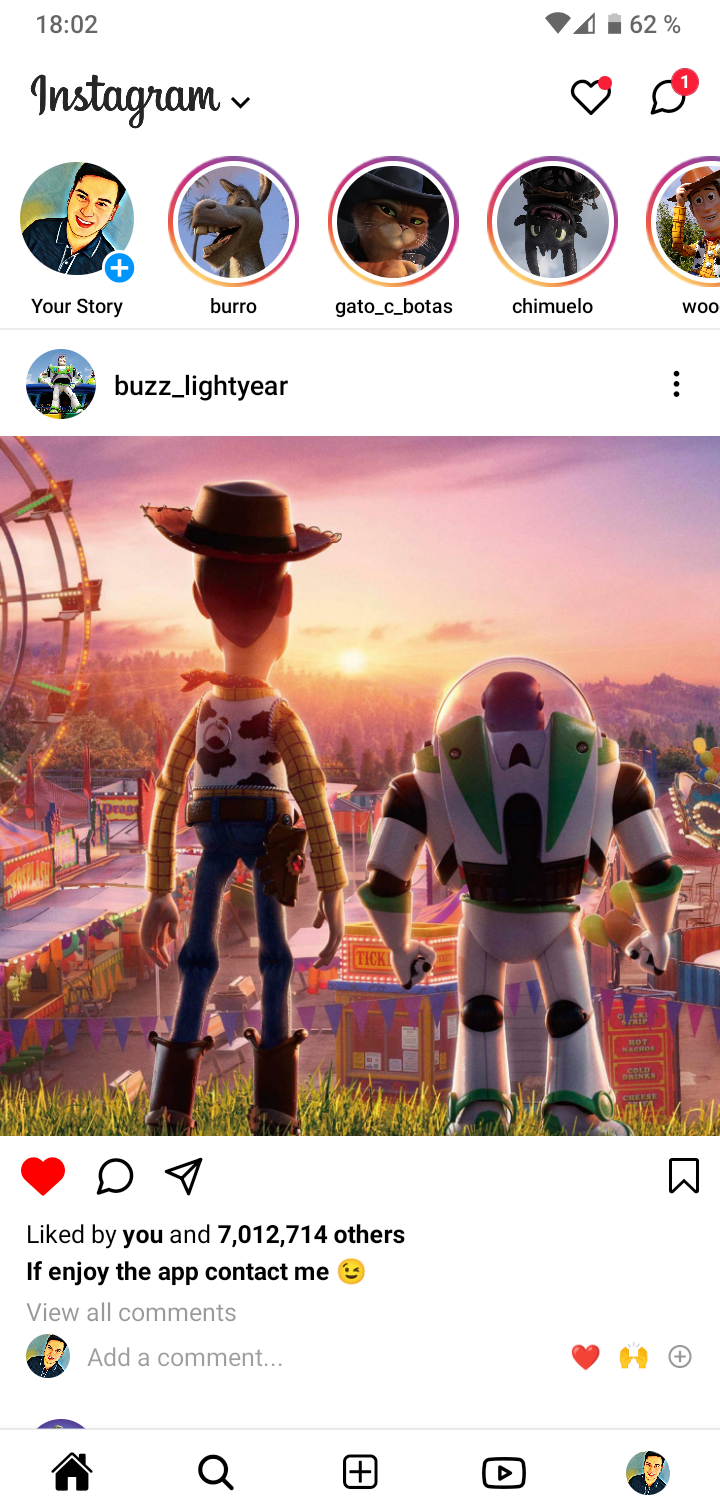 18:02
62 %
Instagram
1
Your Story
burro
gato_c_botas
chimuelo
woo
buzz_lightyear
HOT
NACHOS
COLD
DRINKS
CHEESE
Liked by you and 7,012,714 others
If enjoy the app contact me 😉
View all comments
Add a comment...